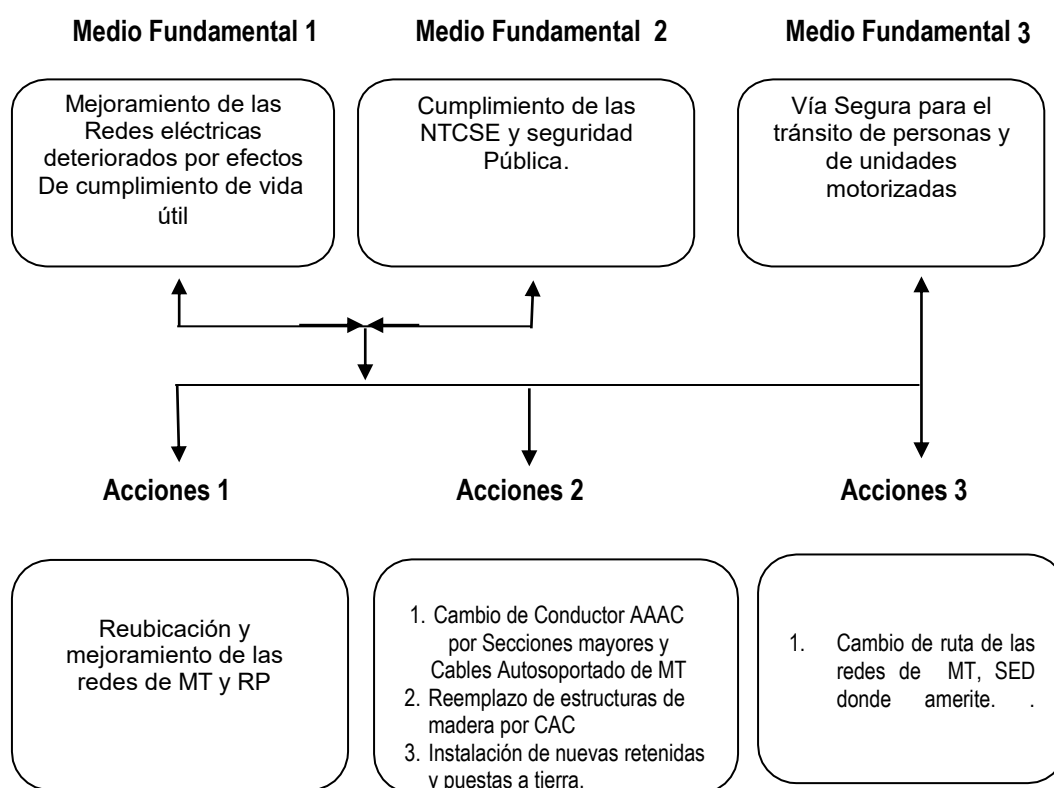 Medio Fundamental 1
Medio Fundamental 2
Medio Fundamental 3
Mejoramiento de las
Redes eléctricas
deteriorados por efectos
De cumplimiento de vida
útil
Cumplimiento de las
NTCSE y seguridad
Pública.
Vía Segura para el
tránsito de personas y
de unidades
motorizadas
Acciones 1
Acciones 2
Acciones 3
Reubicación y
mejoramiento de las
redes de MT y RP
1. Cambio de Conductor AAAC
por Secciones mayores y
Cables Autosoportado de MT
2. Reemplazo de estructuras de
madera por CAC
3. Instalación de nuevas retenidas
y puestas a tierra.
1. Cambio de ruta de las
redes de MT, SED
donde amerite. .